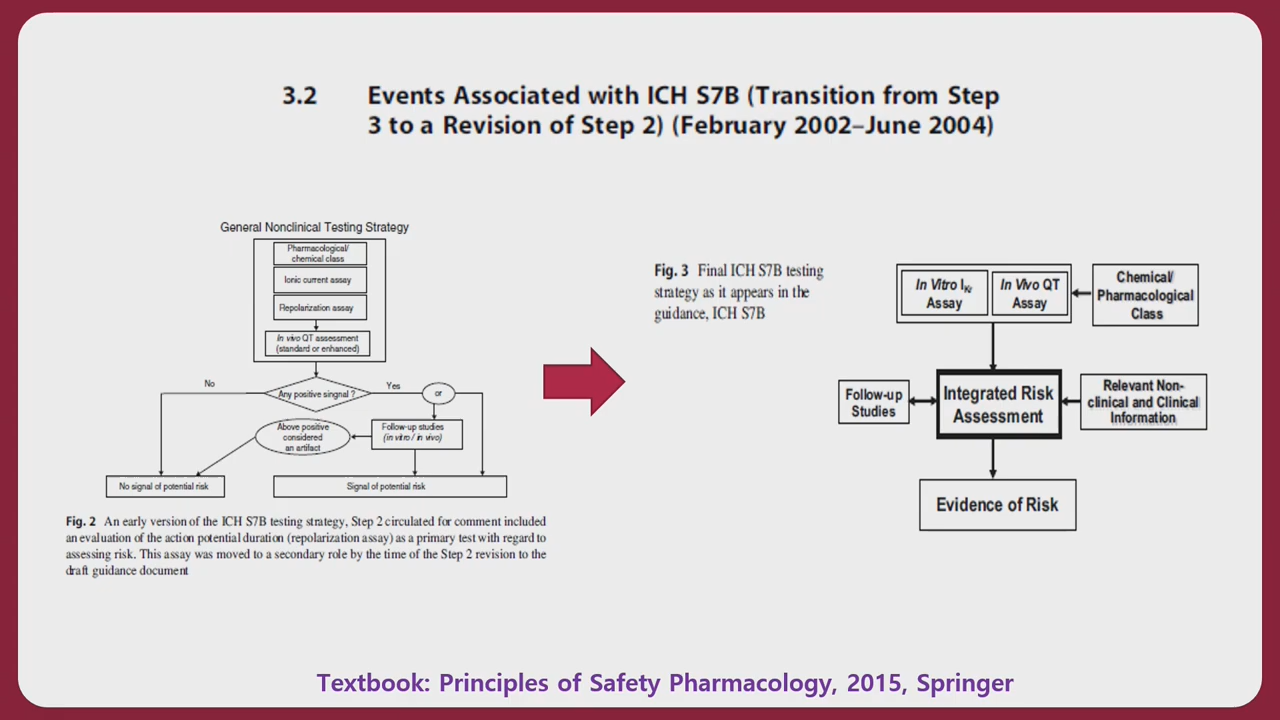 3.2 Events Associated with ICH S7B (Transition from Step
3 to a Revision of Step 2) (February 2002–June 2004)
General Nonclinical Testing Strategy
Pharmacological/
chemical class
Ionic current assay
Repolarization assay
In vivo QT assessment
(standard or enhanced)
No
Any positive singnal ?
Yes
or
Above positive
considered
an artifact
Follow-up studies
(in vitro / in vivo)
No signal of potential risk
Signal of potential risk
Fig. 2 An early version of the ICH S7B testing strategy, Step 2 circulated for comment included
an evaluation of the action potential duration (repolarization assay) as a primary test with regard to
assessing risk. This assay was moved to a secondary role by the time of the Step 2 revision to the
draft guidance document
Fig. 3 Final ICH S7B testing
strategy as it appears in the
guidance, ICH S7B
In Vitro IKr
Assay
In Vivo QT
Assay
Chemical/
Pharmacological
Class
Follow-up
Studies
Integrated Risk
Assessment
Relevant Non-
clinical and Clinical
Information
Evidence of Risk
Textbook: Principles of Safety Pharmacology, 2015, Springer